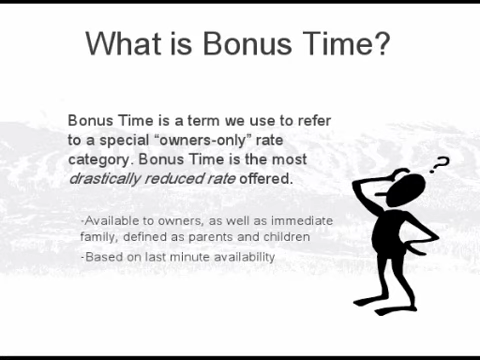 What is Bonus Time?
Bonus Time is a term we use to refer
to a special “owners-only” rate
category. Bonus Time is the most
drastically reduced rate offered.
?
-Available to owners, as well as immediate
family, defined as parents and children
-Based on last minute availability